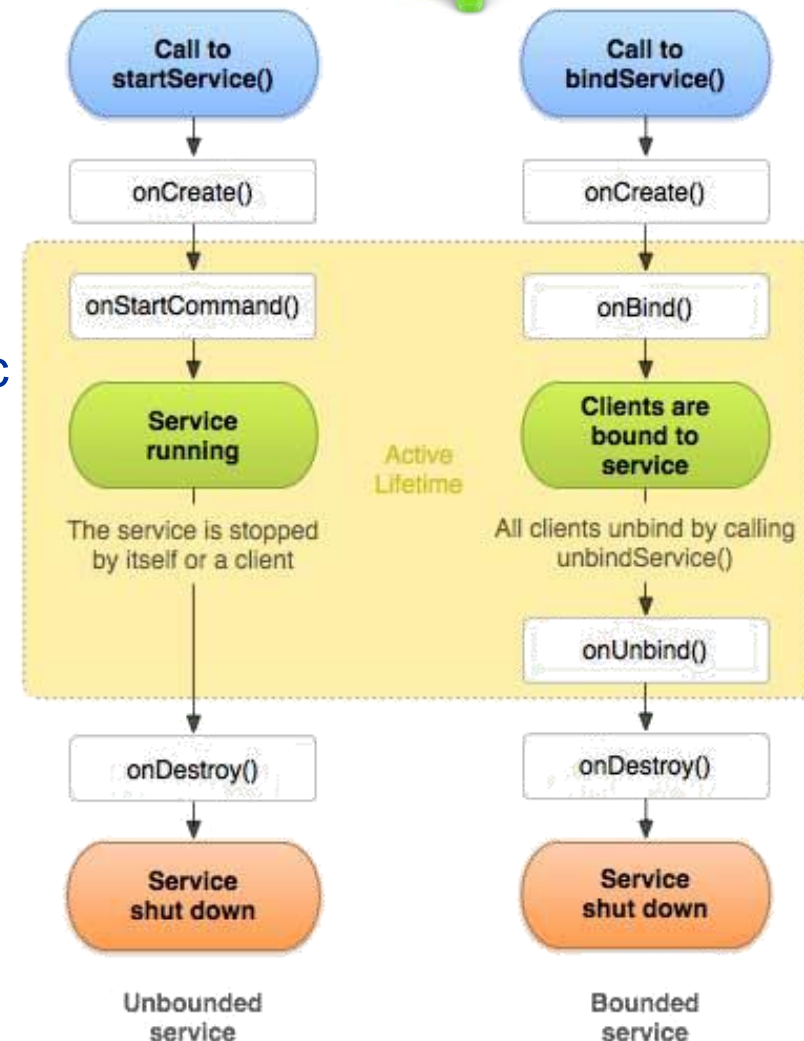 Call to
startService()
onCreate()
onStartCommand()
Service
running
The service is stopped
by itself or a client
onDestroy()
Service
shut down
Unbounded
service
Call to
bindService()
onCreate()
onBind()
Clients are
bound to
service
All clients unbind by calling
unbindService()
onUnbind()
onDestroy()
Service
shut down
Bounded
service
Active
Lifetime
c